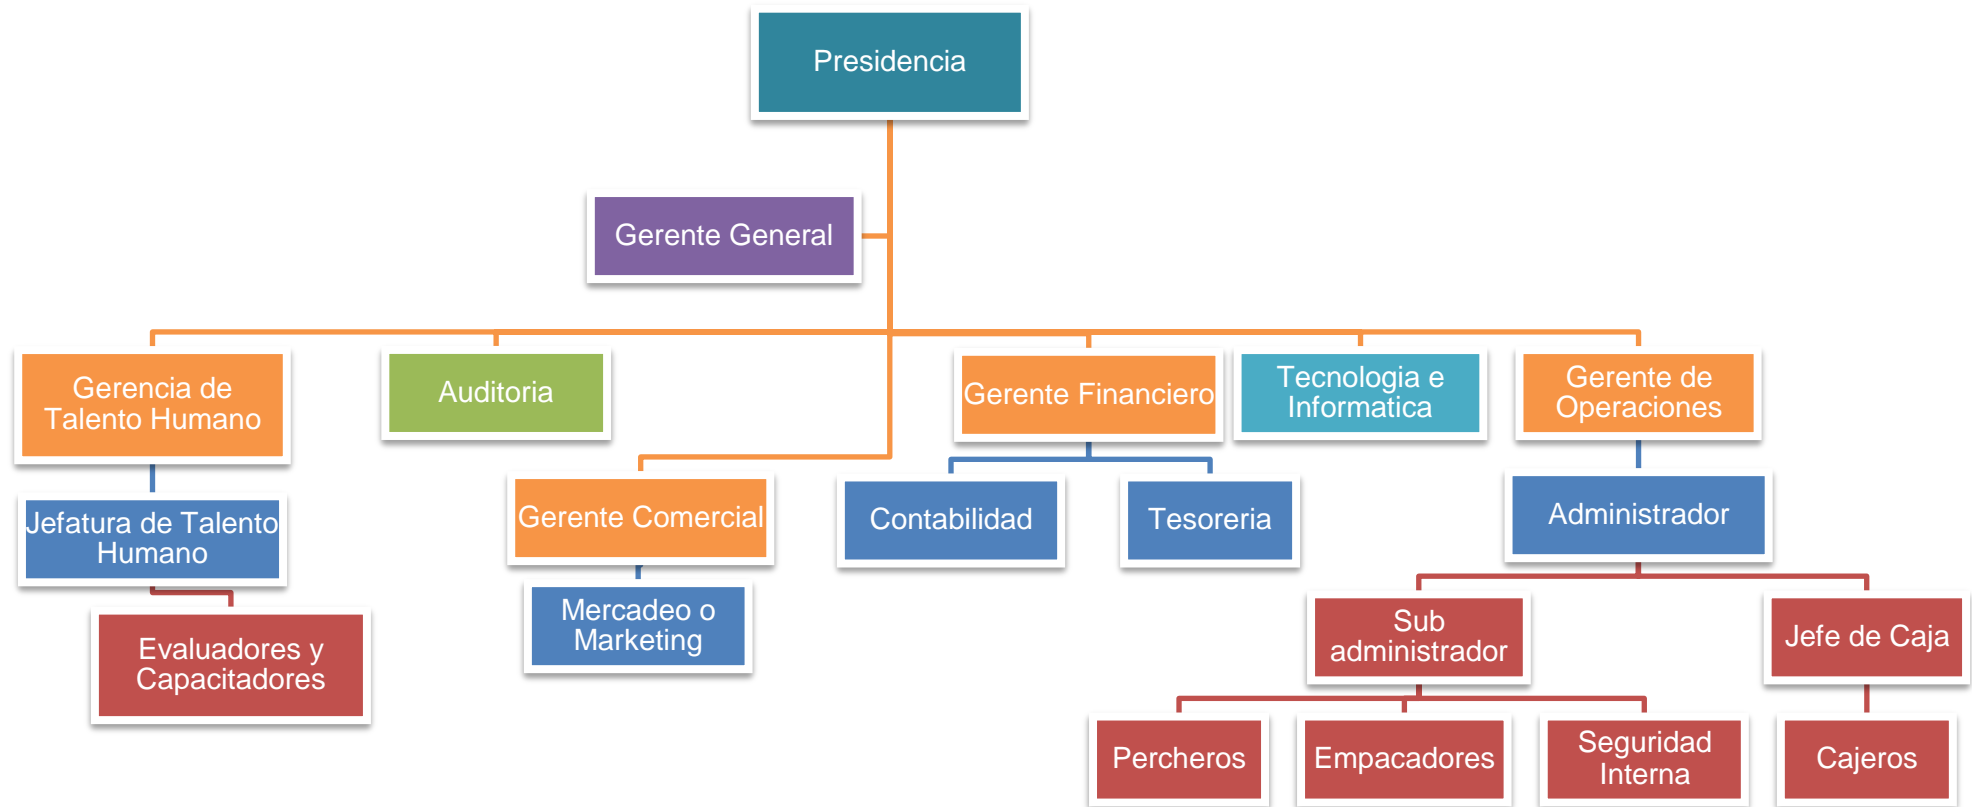 Presidencia
Gerente General
Gerencia de
Talento Humano
Auditoria
Gerente Financiero
Tecnologia e
Informatica
Gerente de
Operaciones
Jefatura de Talento
Humano
Gerente Comercial
Contabilidad
Tesoreria
Administrador
Evaluadores y
Capacitadores
Mercadeo o
Marketing
Sub
administrador
Jefe de Caja
Percheros
Empacadores
Seguridad
Interna
Cajeros